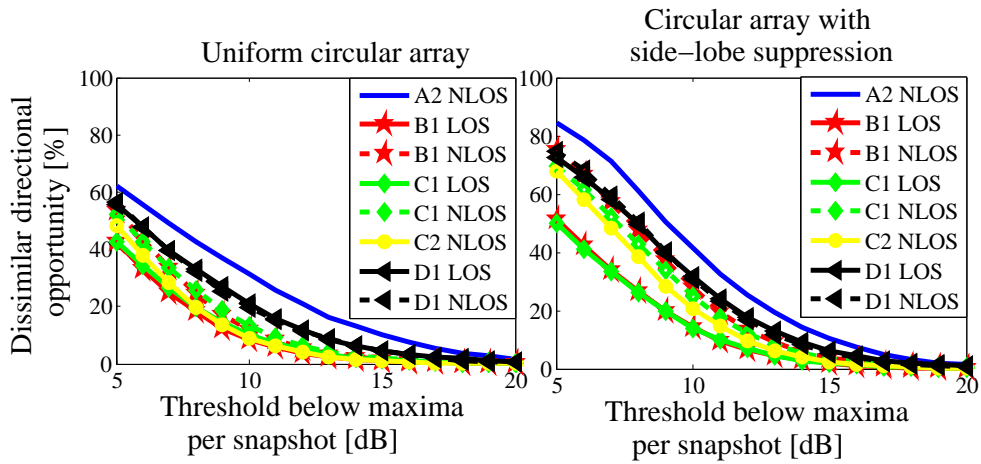 Uniform circular array
Circular array with
side−lobe suppression
Dissimilar directional
opportunity [%]
100
80
60
40
20
0
5
10
15
20
A2 NLOS
B1 LOS
B1 NLOS
C1 LOS
C1 NLOS
C2 NLOS
D1 LOS
D1 NLOS
Threshold below maxima
per snapshot [dB]
100
80
60
40
20
0
5
10
15
20
A2 NLOS
B1 LOS
B1 NLOS
C1 LOS
C1 NLOS
C2 NLOS
D1 LOS
D1 NLOS
Threshold below maxima
per snapshot [dB]